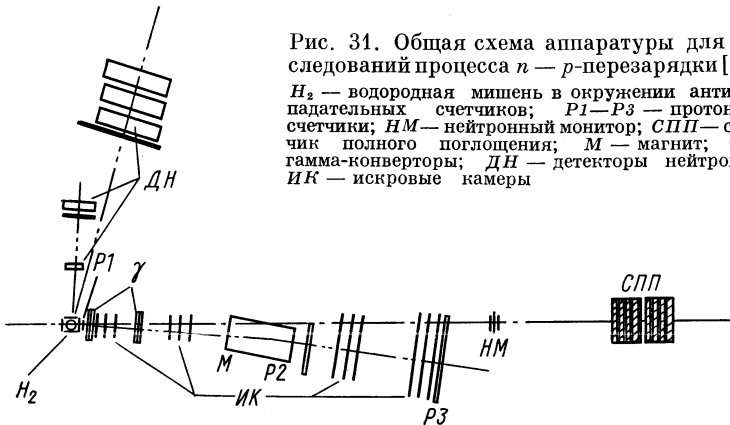 Рис. 31. Общая схема аппаратуры для
следований процесса n — p-перезарядки [
H₂ — водородная мишень в окружении анти
падательных счетчиков; P1—P3 — протон
счетчики; НМ — нейтронный монитор; СПП — с
чик полного поглощения; М — магнит;
гамма-конверторы; ДН — детекторы нейтро
ИК — искровые камеры
ДН
P1
γ
СПП
М
P2
НМ
H₂
ИК
P3